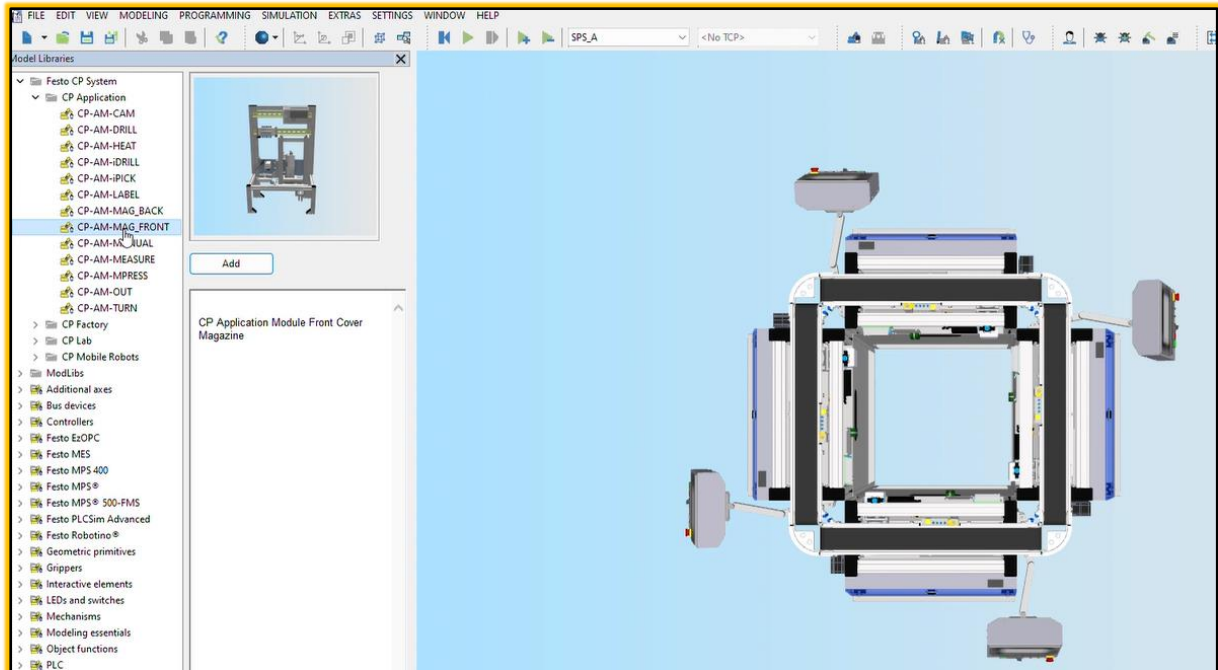 FILE EDIT VIEW MODELING PROGRAMMING SIMULATION EXTRAS SETTINGS WINDOW HELP
SPS_A
<No TCP>
Model Libraries
Festo CP System
CP Application
CP-AM-CAM
CP-AM-DRILL
CP-AM-HEAT
CP-AM-iDRILL
CP-AM-iPICK
CP-AM-LABEL
CP-AM-MAG_BACK
CP-AM-MAG_FRONT
CP-AM-MANUAL
CP-AM-MEASURE
CP-AM-MPRESS
CP-AM-OUT
CP-AM-TURN
CP Factory
CP Lab
CP Mobile Robots
ModLibs
Additional axes
Bus devices
Controllers
Festo EzOPC
Festo MES
Festo MPS 400
Festo MPS®
Festo MPS® 500-FMS
Festo PLCSim Advanced
Festo Robotino®
Geometric primitives
Grippers
Interactive elements
LEDs and switches
Mechanisms
Modeling essentials
Object functions
PLC
Add
CP Application Module Front Cover
Magazine